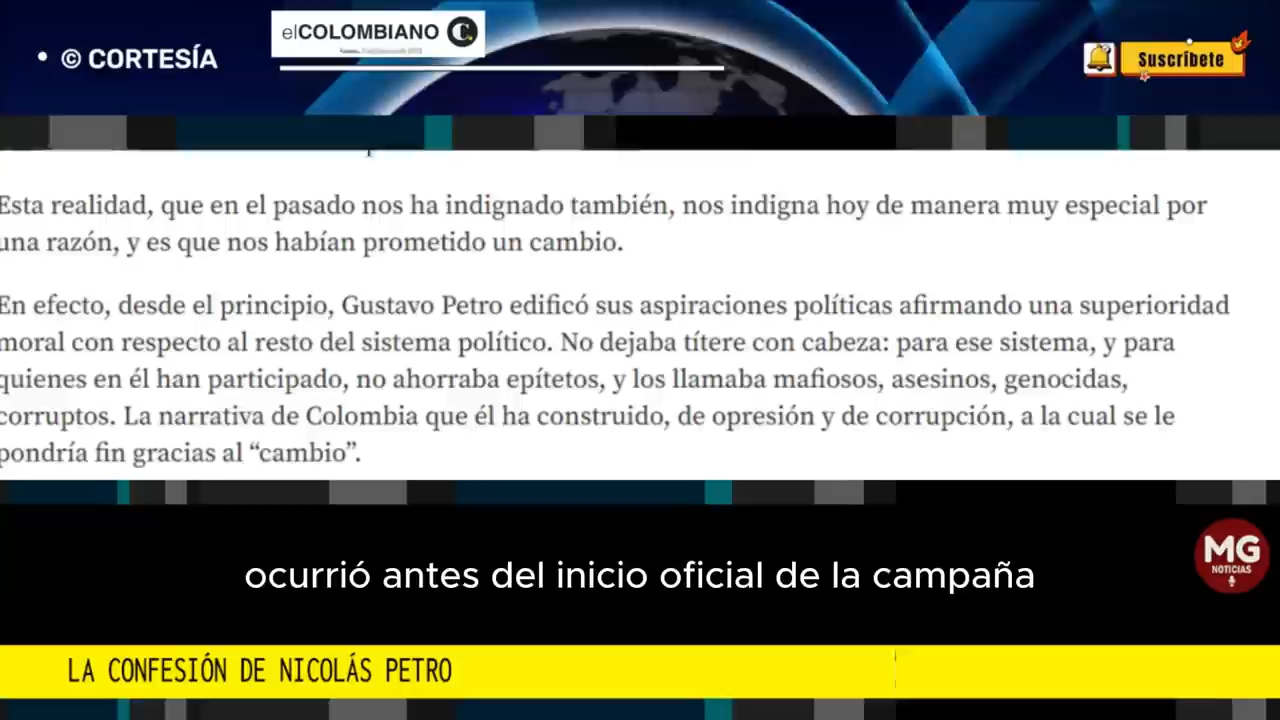 • © CORTESÍA
elCOLOMBIANO
Suscríbete
Esta realidad, que en el pasado nos ha indignado también, nos indigna hoy de manera muy especial por
una razón, y es que nos habían prometido un cambio.
En efecto, desde el principio, Gustavo Petro edificó sus aspiraciones políticas afirmando una superioridad
moral con respecto al resto del sistema político. No dejaba títere con cabeza: para ese sistema, y para
quienes en él han participado, no ahorraba epítetos, y los llamaba mafiosos, asesinos, genocidas,
corruptos. La narrativa de Colombia que él ha construido, de opresión y de corrupción, a la cual se le
pondría fin gracias al “cambio”.
MG
NOTICIAS
ocurrió antes del inicio oficial de la campaña
LA CONFESIÓN DE NICOLÁS PETRO